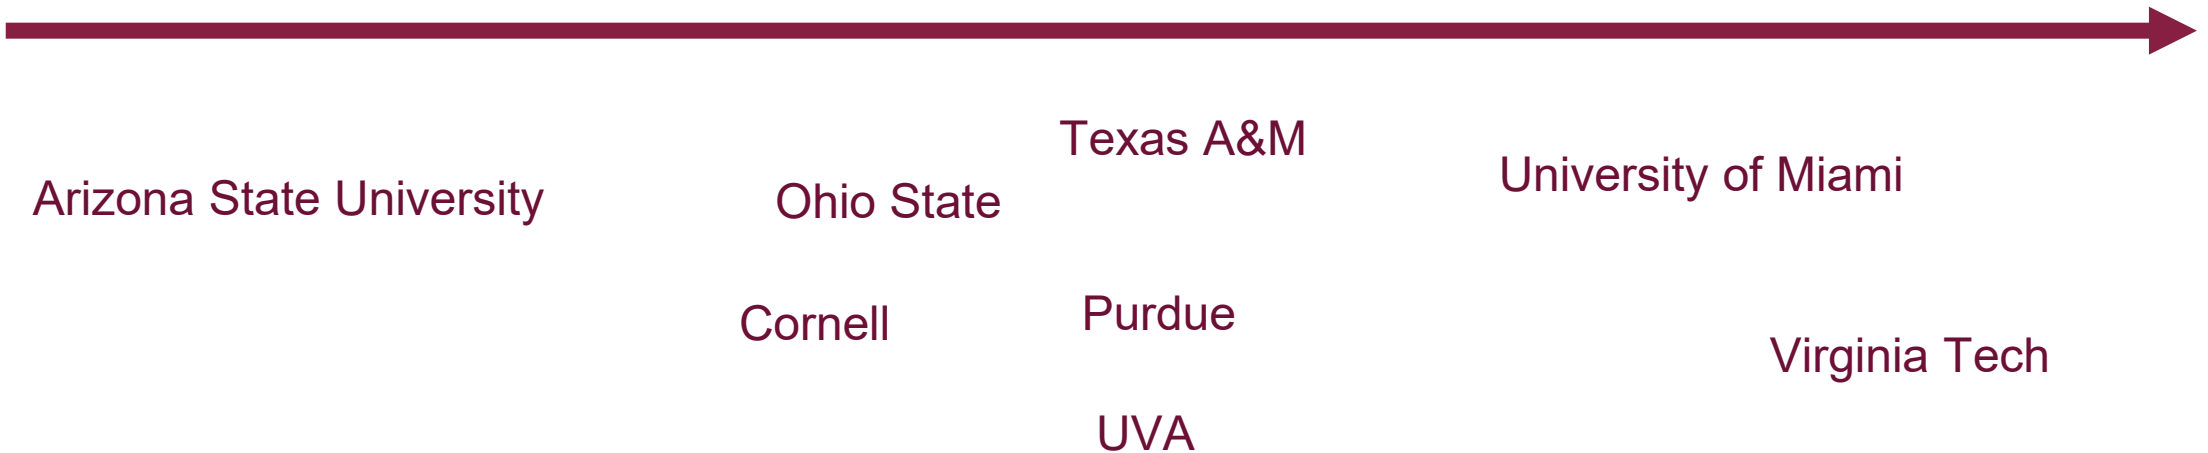 Texas A&M
University of Miami
Arizona State University
Ohio State
Purdue
Cornell
Virginia Tech
UVA